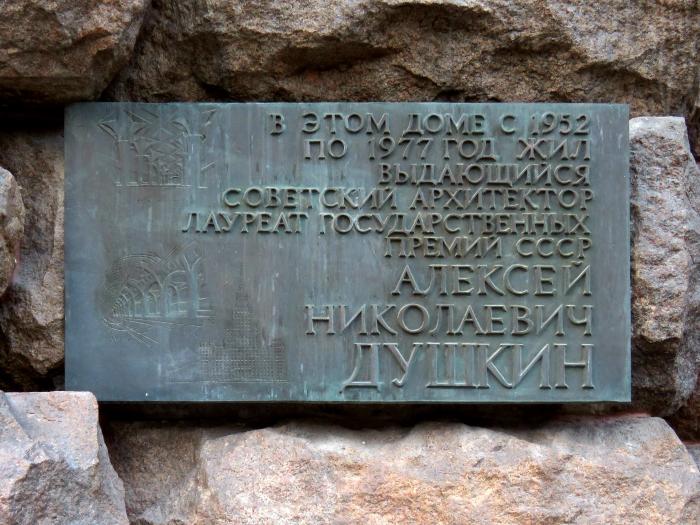 В ЭТОМ ДОМЕ С 1952
ПО 1977 ГОД ЖИЛ
ВЫДАЮЩИЙСЯ
СОВЕТСКИЙ АРХИТЕКТОР
ЛАУРЕАТ ГОСУДАРСТВЕННЫХ
ПРЕМИЙ СССР
АЛЕКСЕЙ
НИКОЛАЕВИЧ
ДУШКИН